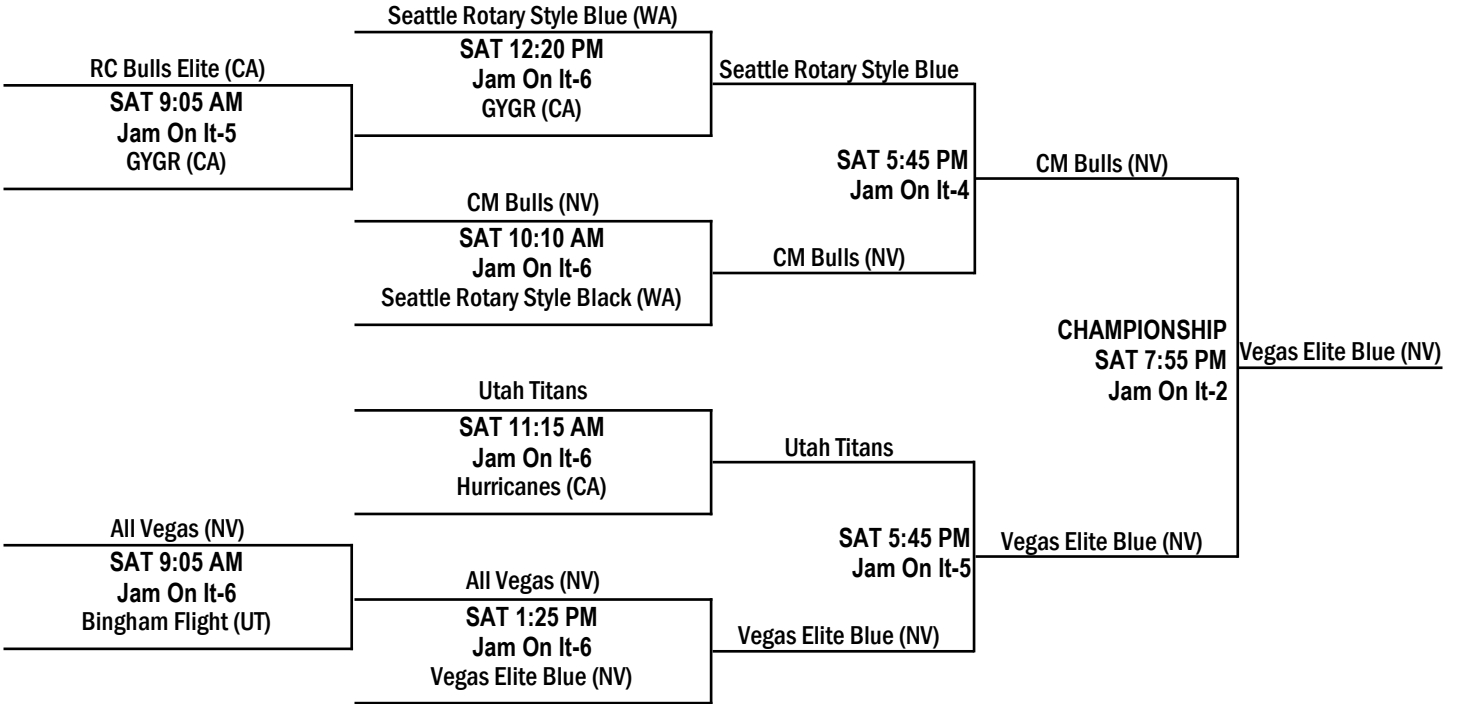 Seattle Rotary Style Blue (WA)
SAT 12:20 PM
Jam On It-6
GYGR (CA)
RC Bulls Elite (CA)
SAT 9:05 AM
Jam On It-5
GYGR (CA)
Seattle Rotary Style Blue
SAT 5:45 PM
Jam On It-4
CM Bulls (NV)
CM Bulls (NV)
SAT 10:10 AM
Jam On It-6
Seattle Rotary Style Black (WA)
CM Bulls (NV)
CHAMPIONSHIP
SAT 7:55 PM
Jam On It-2
Vegas Elite Blue (NV)
Utah Titans
SAT 11:15 AM
Jam On It-6
Hurricanes (CA)
Utah Titans
All Vegas (NV)
SAT 9:05 AM
Jam On It-6
Bingham Flight (UT)
SAT 5:45 PM
Jam On It-5
Vegas Elite Blue (NV)
All Vegas (NV)
SAT 1:25 PM
Jam On It-6
Vegas Elite Blue (NV)
Vegas Elite Blue (NV)